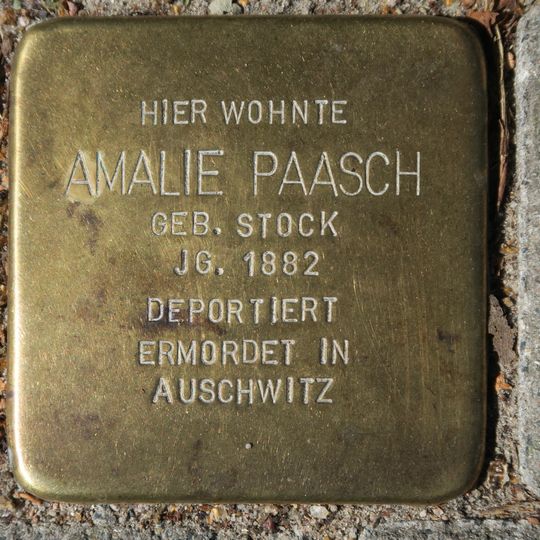 HIER WOHNTE
AMALIE PAASCH
GEB. STOCK
JG. 1882
DEPORTIERT
ERMORDET IN
AUSCHWITZ